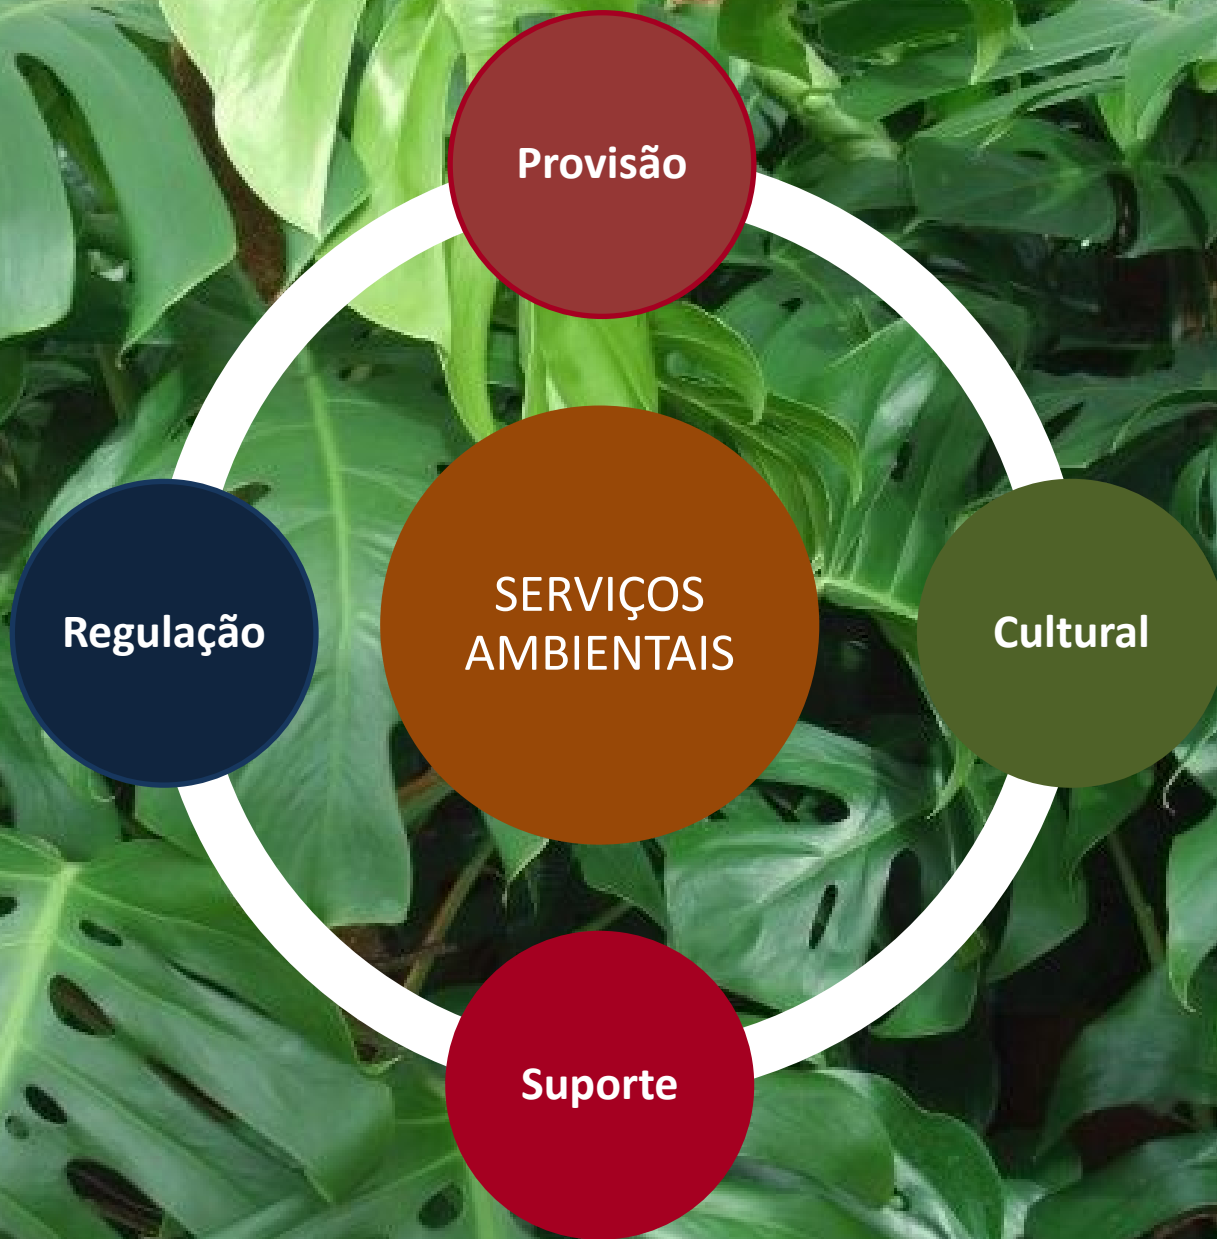 Provisão
Regulação
SERVIÇOS
AMBIENTAIS
Cultural
Suporte